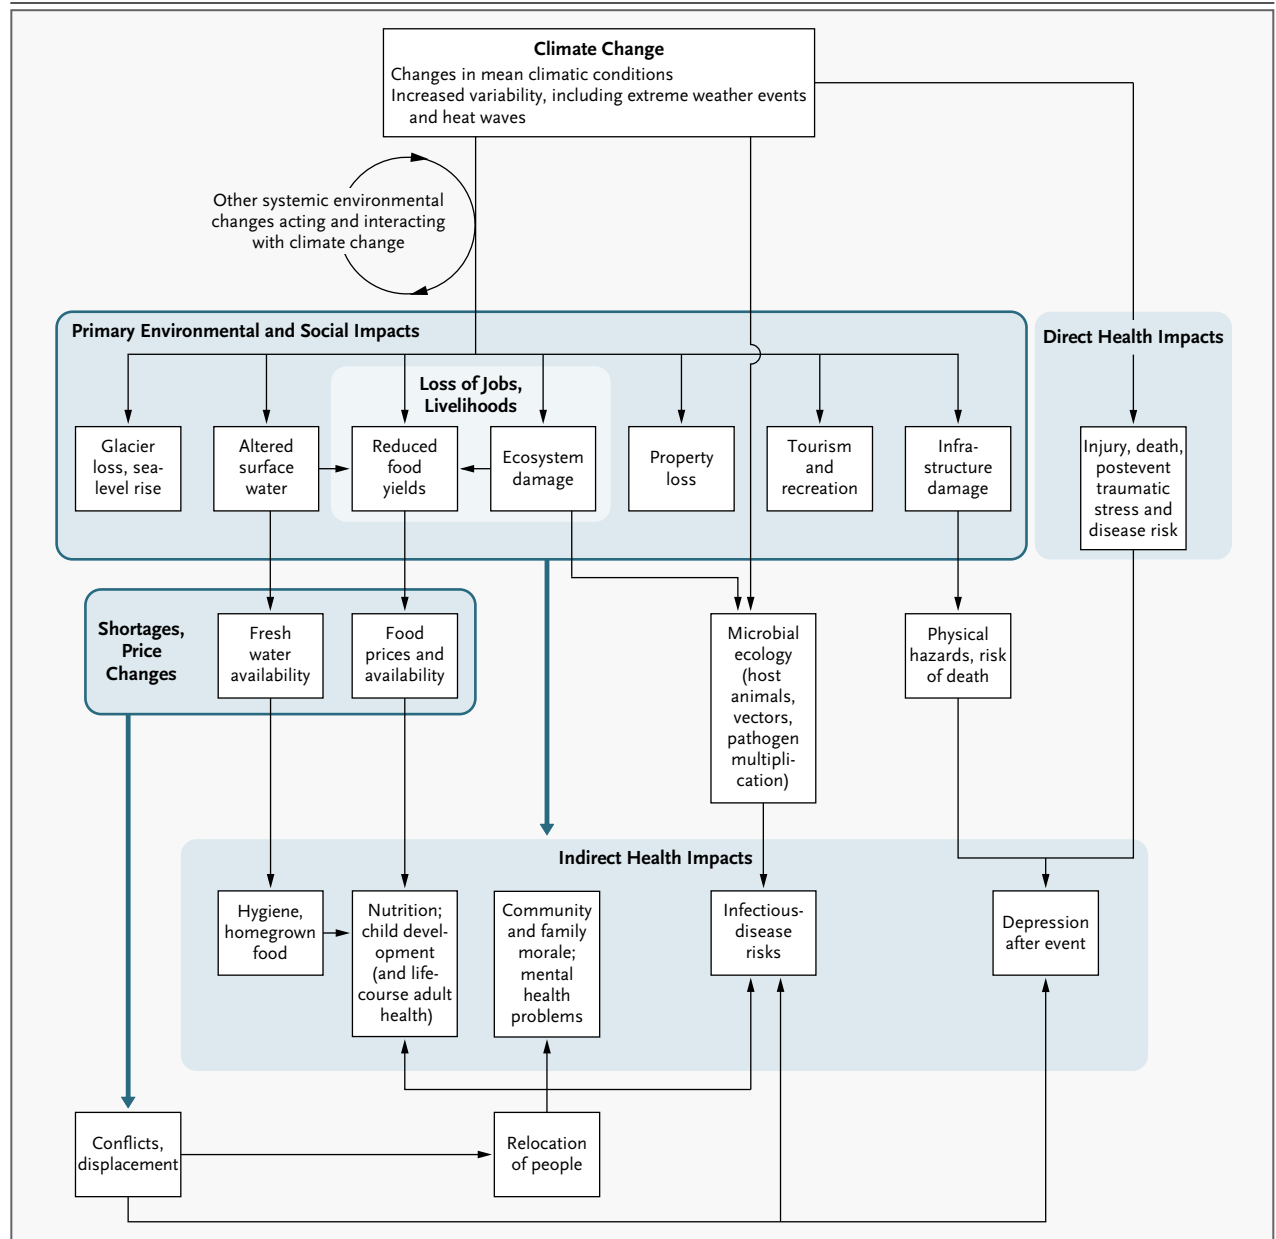 Climate Change
Changes in mean climatic conditions
Increased variability, including extreme weather events
and heat waves
Other systemic environmental
changes acting and interacting
with climate change
Primary Environmental and Social Impacts
Direct Health Impacts
Loss of Jobs,
Livelihoods
Glacier
loss, sea-
level rise
Altered
surface
water
Reduced
food
yields
Ecosystem
damage
Property
loss
Tourism
and
recreation
Infra-
structure
damage
Injury, death,
postevent
traumatic
stress and
disease risk
Shortages,
Price
Changes
Fresh
water
availability
Food
prices and
availability
Microbial
ecology
(host
animals,
vectors,
pathogen
multipli-
cation)
Physical
hazards, risk
of death
Indirect Health Impacts
Hygiene,
homegrown
food
Nutrition;
child devel-
opment
(and life-
course adult
health)
Community
and family
morale;
mental
health
problems
Infectious-
disease
risks
Depression
after event
Conflicts,
displacement
Relocation
of people